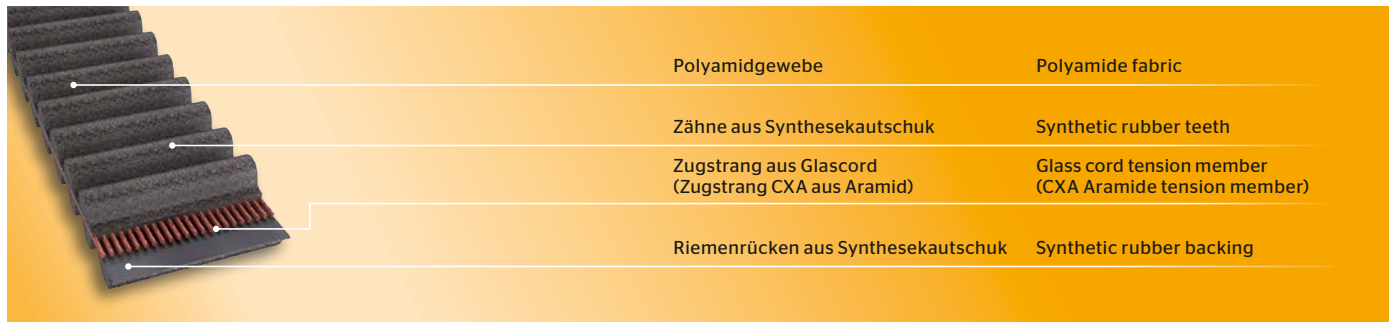 Polyamidgewebe Polyamide fabric
Zähne aus Synthesekautschuk Synthetic rubber teeth
Zugstrang aus Glascord Glass cord tension member
(Zugstrang CXA aus Aramid) (CXA Aramide tension member)
Riemenrücken aus Synthesekautschuk Synthetic rubber backing